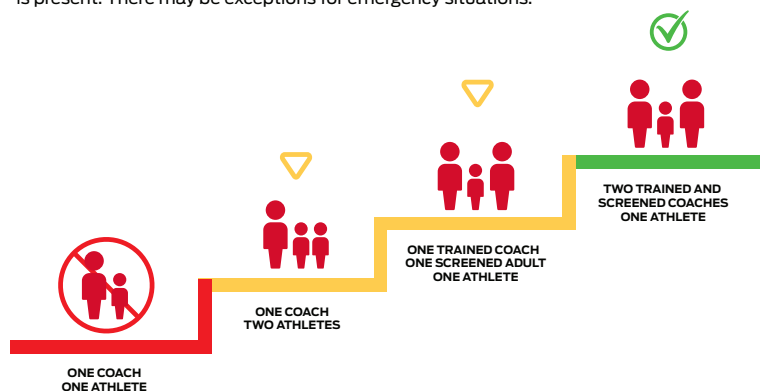 is present. There may be exceptions for emergency situations.
TWO TRAINED AND
SCREENED COACHES
ONE ATHLETE
ONE TRAINED COACH
ONE SCREENED ADULT
ONE ATHLETE
ONE COACH
TWO ATHLETES
ONE COACH
ONE ATHLETE